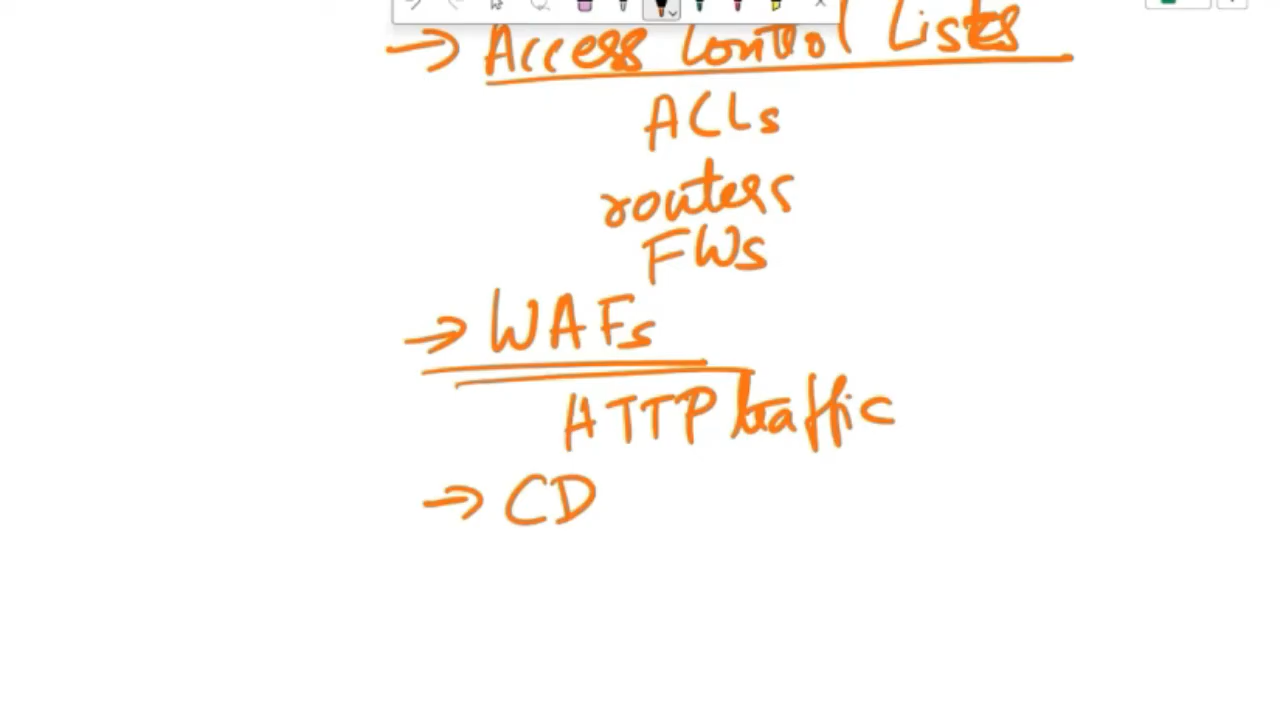 → Access Control Lists
ACLs
routers
FWs
→ WAFs
HTTP traffic
→ CD